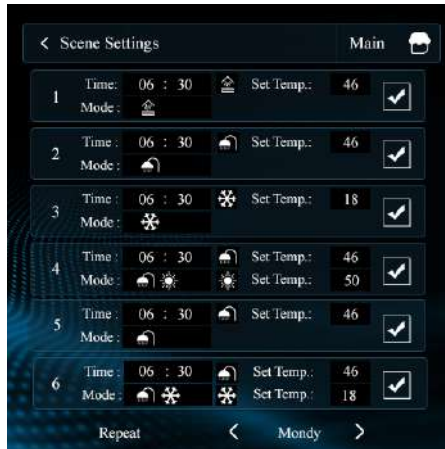 Scene Settings Main
1 Time: 06 : 30 Set Temp.: 46
Mode :
2 Time : 06 : 30 Set Temp.: 46
Mode :
3 Time : 06 : 30 Set Temp.: 18
Mode :
4 Time : 06 : 30 Set Temp.: 46
Mode : Set Temp.: 50
5 Time : 06 : 30 Set Temp.: 46
Mode :
6 Time : 06 : 30 Set Temp.: 46
Mode : Set Temp.: 18
Repeat < Mondy >